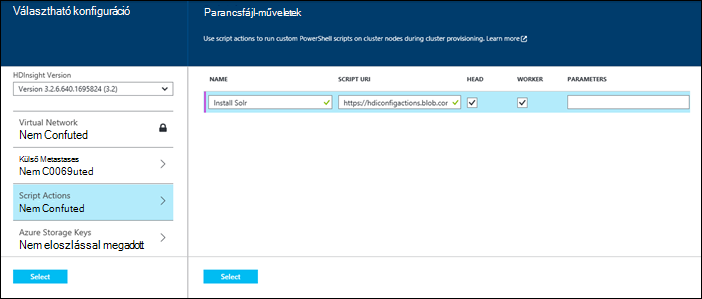 Választható konfiguráció
HDInsight Version
Version 3.2.6.640.1695824 (3.2)
Virtual Network
Nem Confuted
Külső Metastases
Nem C0069uted
Script Actions
Nem Confuted
Azure Storage Keys
Nem eloszlással megadott
Select
Parancsfájl-műveletek
Use script actions to run custom PowerShell scripts on cluster nodes during cluster provisioning. Learn more
NAME SCRIPT URI HEAD WORKER PARAMETERS
Install Solr https://hdiconfigactions.blob.cor
Select